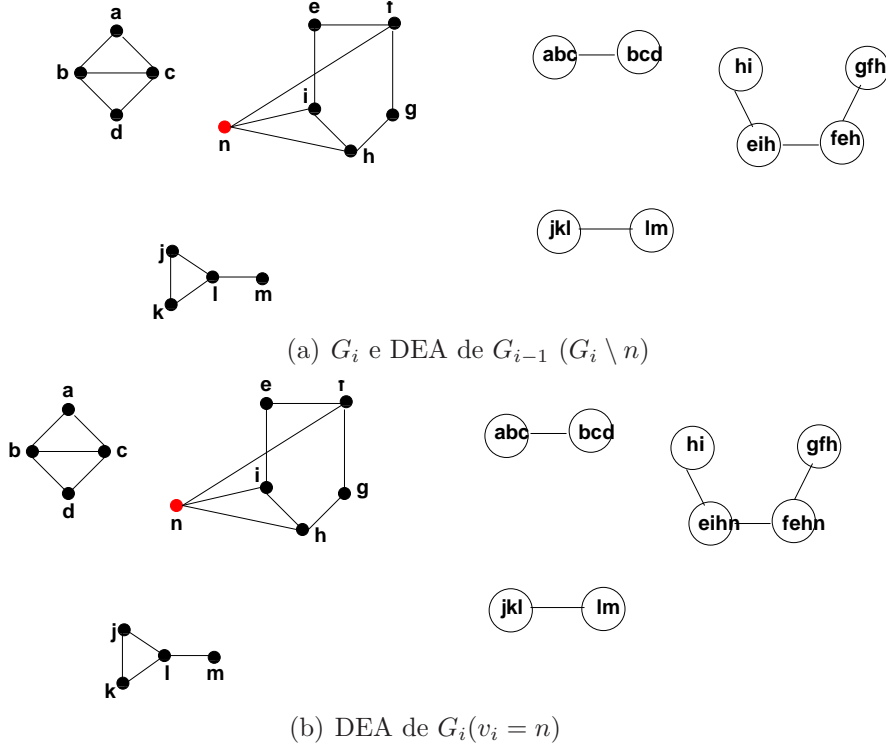 a
b
c
d
e
f
i
g
n
h
abc
bcd
hi
gfh
eih
feh
jkl
lm
j
k
l
m
(a) G_i e DEA de G_{i−1} (G_i \ n)
a
b
c
d
e
f
i
g
n
h
abc
bcd
hi
gfh
eihn
fehn
jkl
lm
j
k
l
m
(b) DEA de G_i(v_i = n)